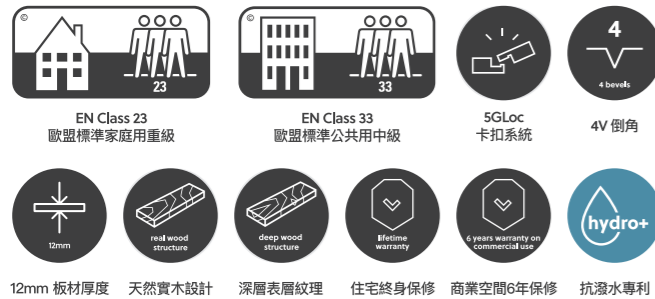 ©
23
©
33
4
4 bevels
EN Class 23
歐盟標準家庭用重級
EN Class 33
歐盟標準公共用中級
5GLoc
卡扣系統
4V 倒角
12mm
real wood
structure
deep wood
structure
lifetime
warranty
6 years warranty on
commercial use
hydro+
12mm 板材厚度
天然實木設計
深層表層紋理
住宅終身保修
商業空間6年保修
抗潑水專利